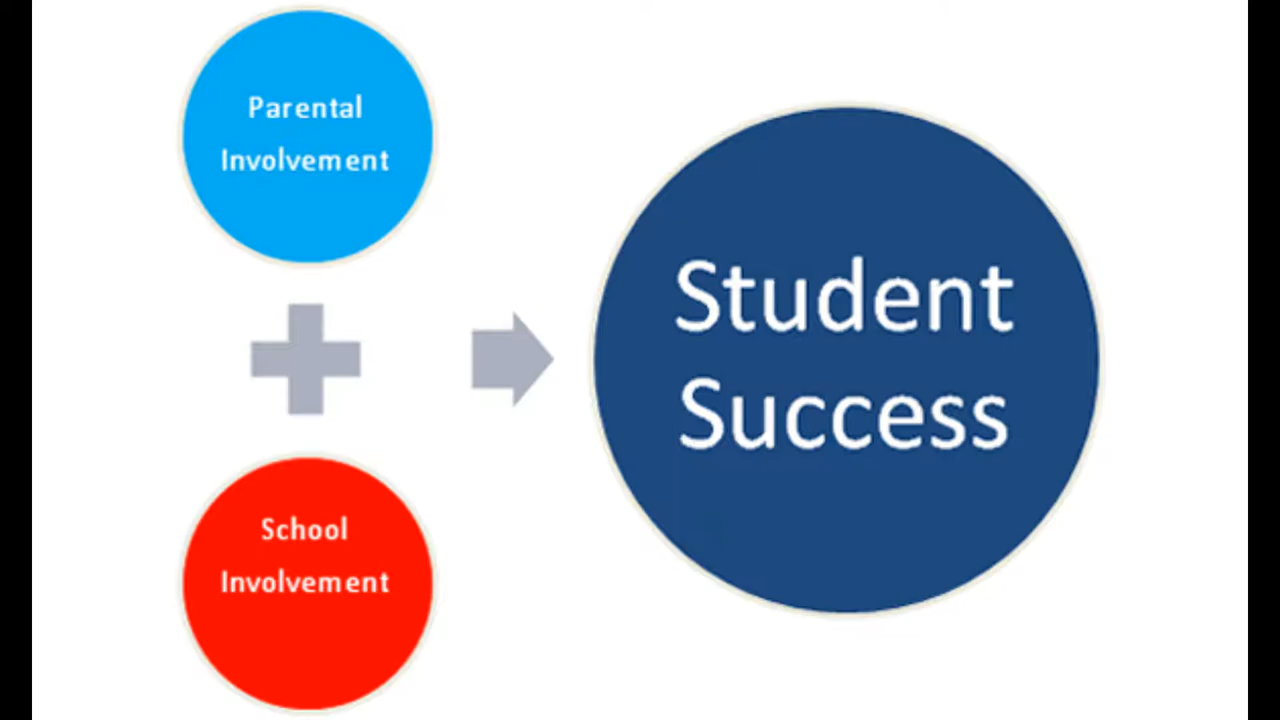 Parental
Involvement
School
Involvement
Student
Success